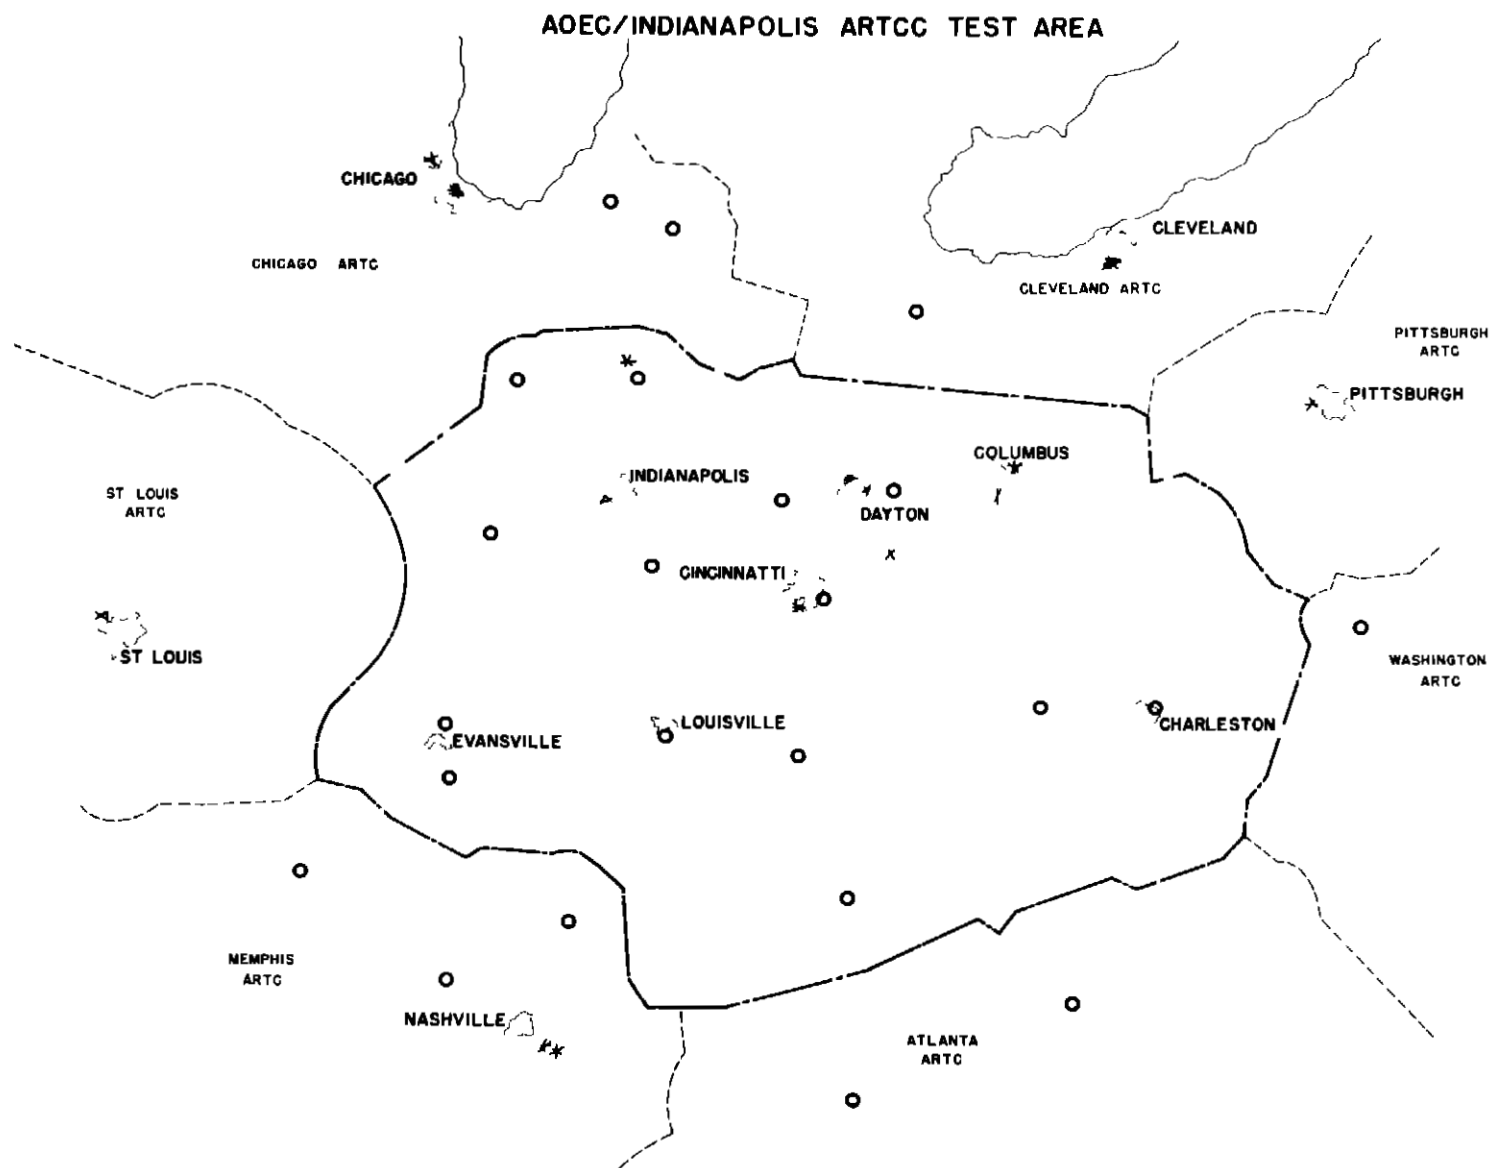 AOEC/INDIANAPOLIS ARTCC TEST AREA
CHICAGO
CLEVELAND
CHICAGO ARTC
CLEVELAND ARTC
PITTSBURGH
ARTC
PITTSBURGH
COLUMBUS
INDIANAPOLIS
ST LOUIS
ARTC
DAYTON
CINCINNATTI
ST LOUIS
WASHINGTON
ARTC
LOUISVILLE
CHARLESTON
EVANSVILLE
MEMPHIS
ARTC
NASHVILLE
ATLANTA
ARTC